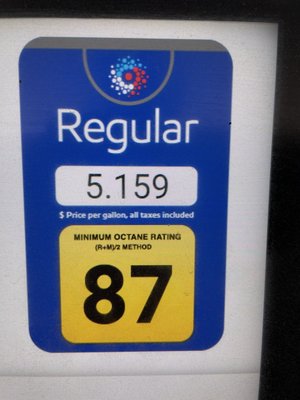 Regular
5.159
$ Price per gallon, all taxes included
MINIMUM OCTANE RATING
(R+M)/2 METHOD
87